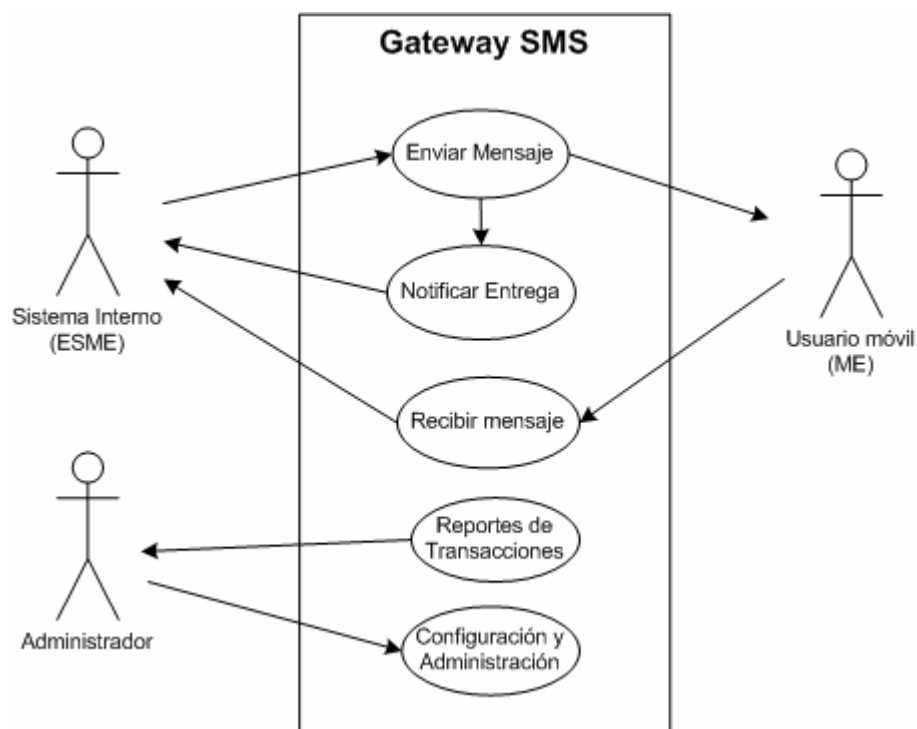 Gateway SMS
Enviar Mensaje
Notificar Entrega
Sistema Interno
(ESME)
Usuario móvil
(ME)
Recibir mensaje
Reportes de
Transacciones
Administrador
Configuración y
Administración